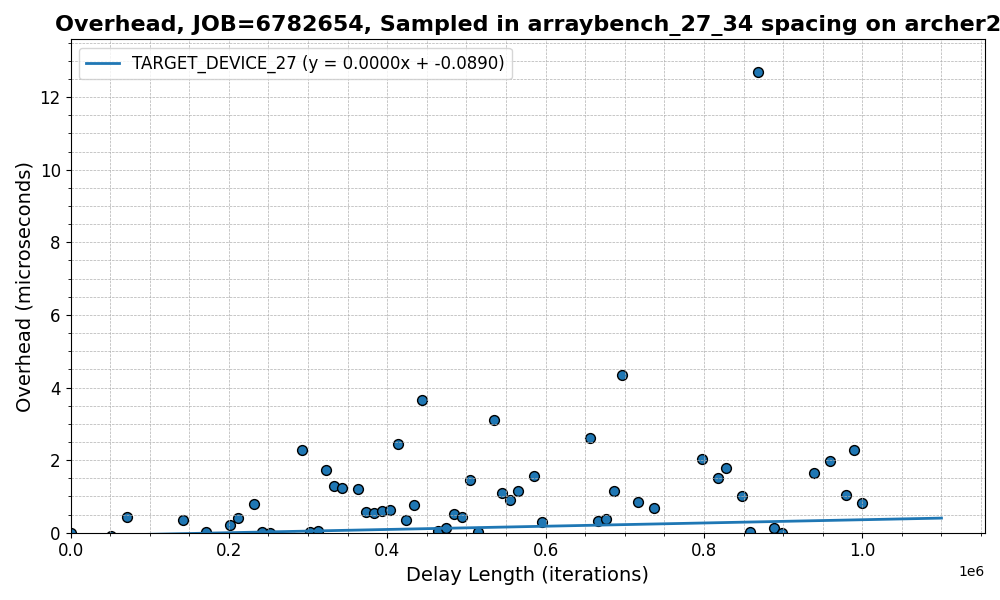 Overhead, JOB=6782654, Sampled in arraybench_27_34 spacing on archer2
TARGET_DEVICE_27 (y = 0.0000x + -0.0890)
Overhead (microseconds)
12
10
8
6
4
2
0
0.0 0.2 0.4 0.6 0.8 1.0
1e6
Delay Length (iterations)